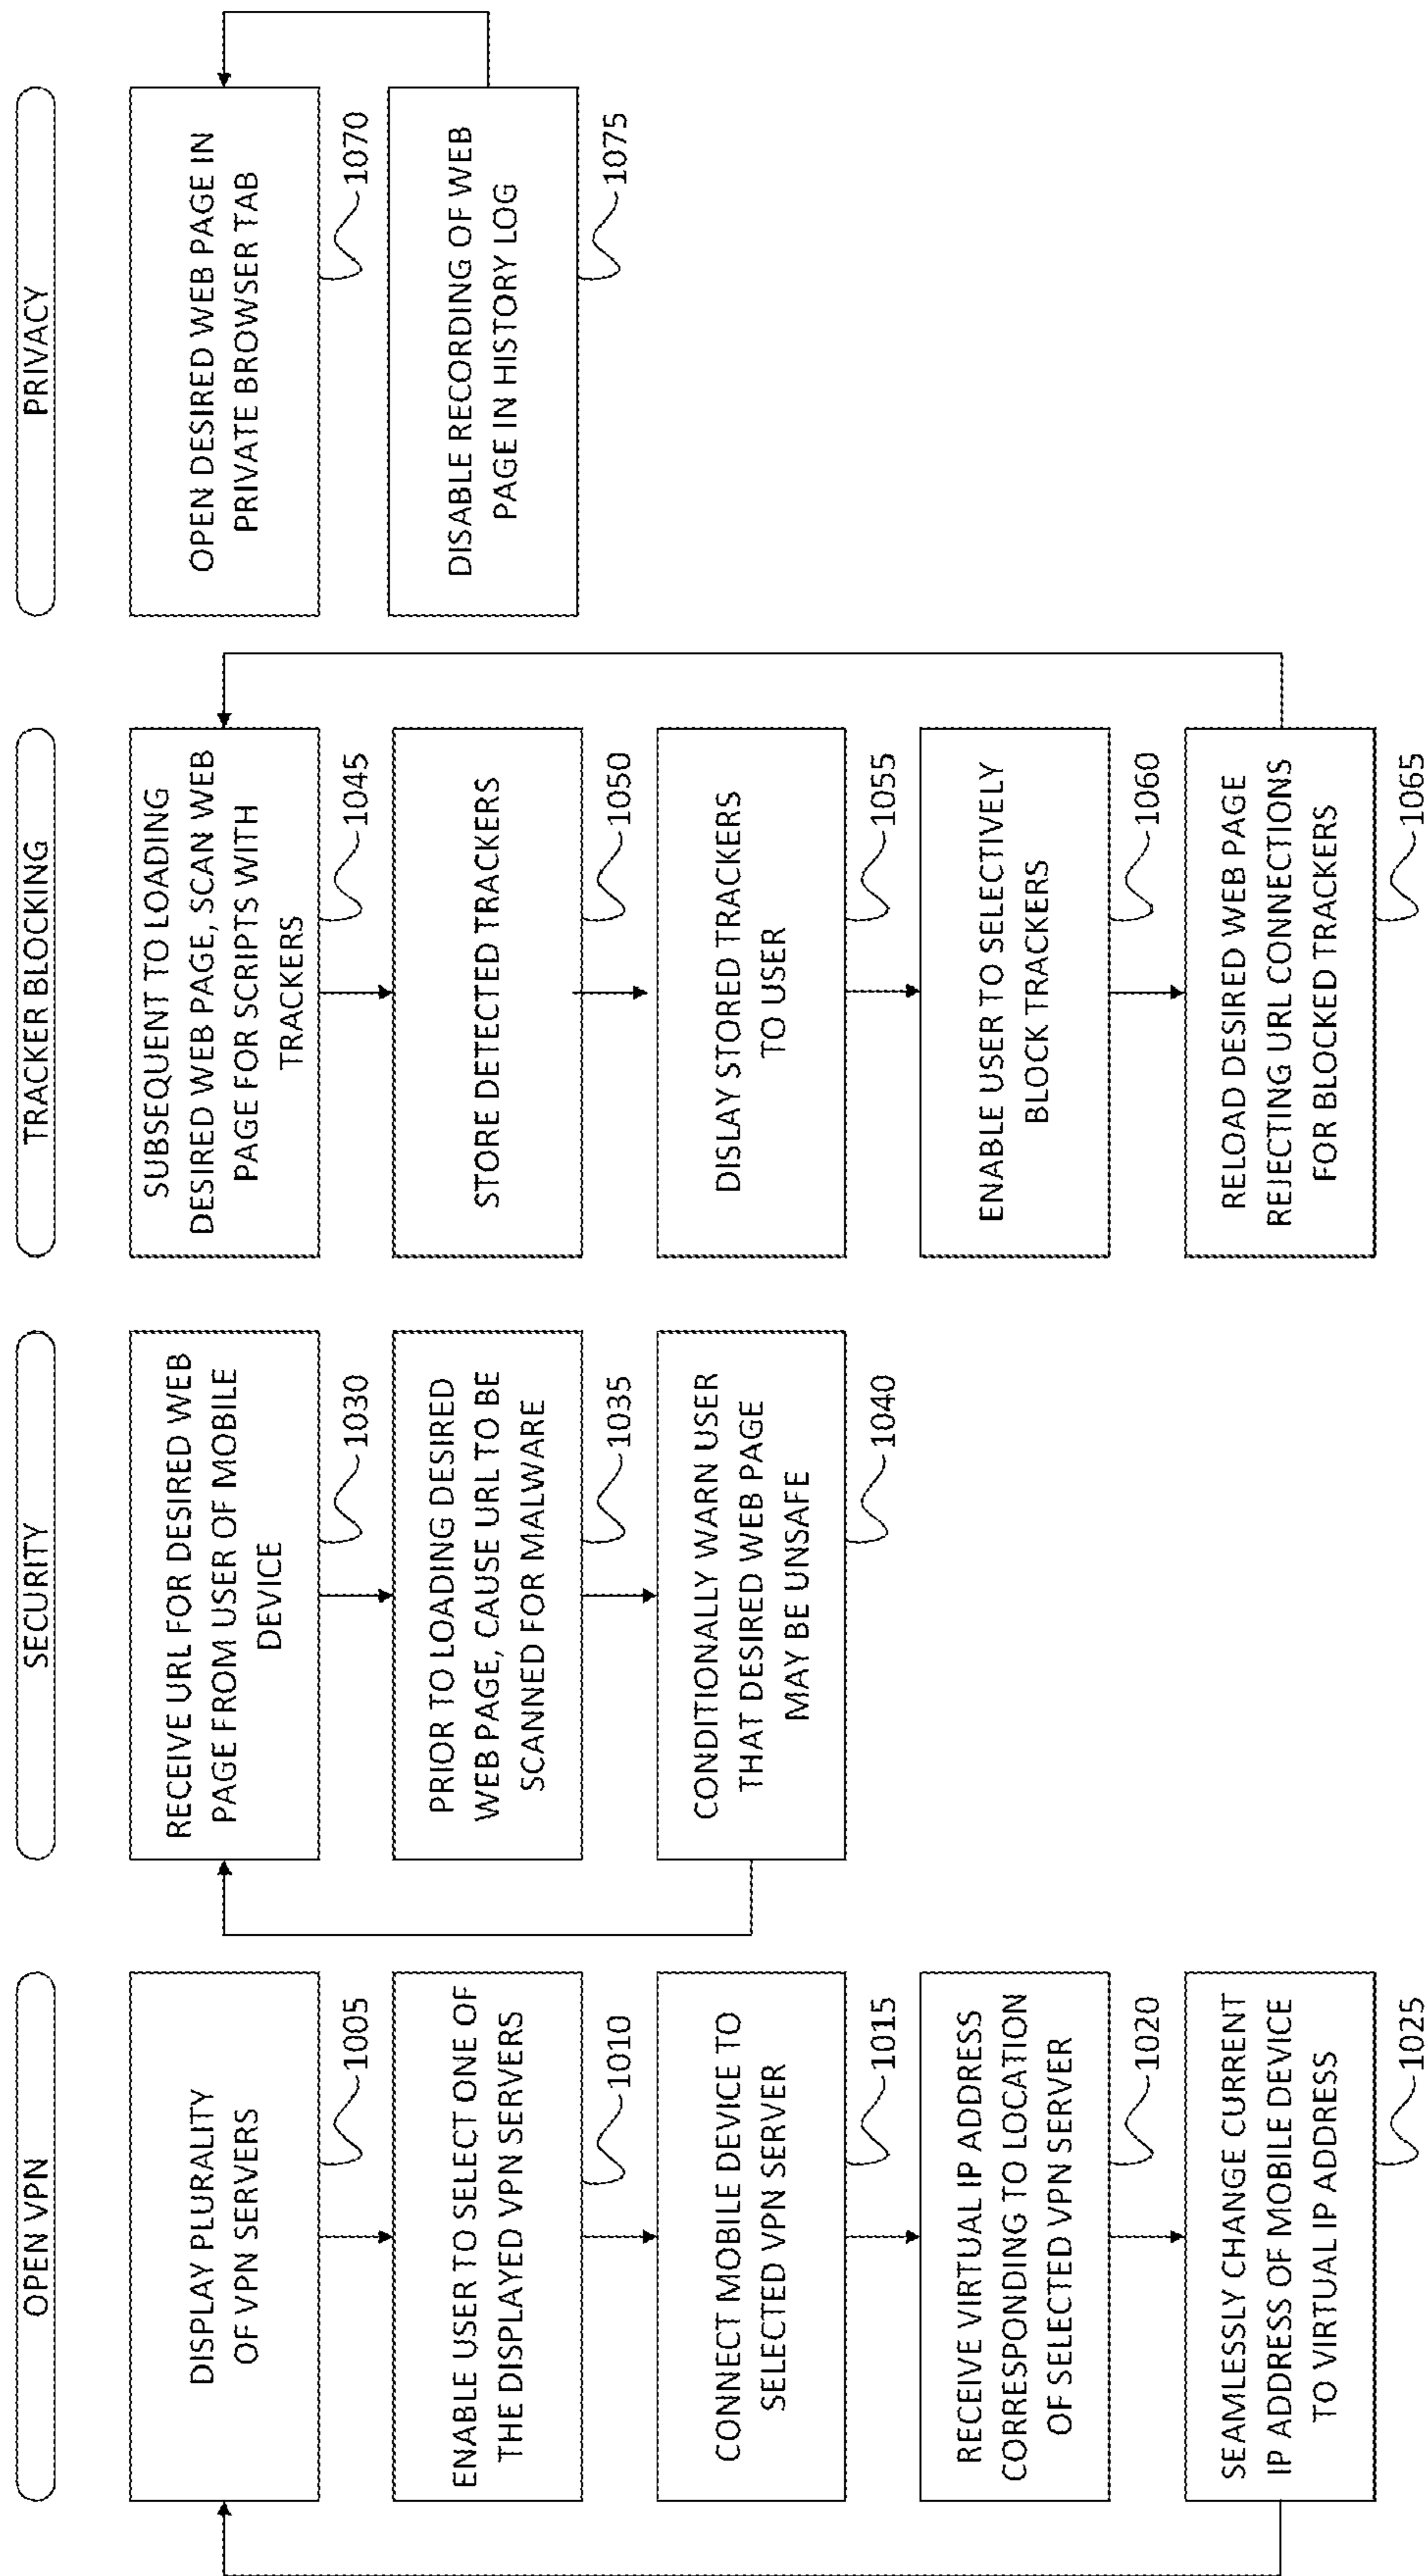 OPEN VPN
DISPLAY PLURALITY
OF VPN SERVERS
1005
ENABLE USER TO SELECT ONE OF
THE DISPLAYED VPN SERVERS
1010
CONNECT MOBILE DEVICE TO
SELECTED VPN SERVER
1015
RECEIVE VIRTUAL IP ADDRESS
CORRESPONDING TO LOCATION
OF SELECTED VPN SERVER
1020
SEAMLESSLY CHANGE CURRENT
IP ADDRESS OF MOBILE DEVICE
TO VIRTUAL IP ADDRESS
1025
SECURITY
RECEIVE URL FOR DESIRED WEB
PAGE FROM USER OF MOBILE
DEVICE
1030
PRIOR TO LOADING DESIRED
WEB PAGE, CAUSE URL TO BE
SCANNED FOR MALWARE
1035
CONDITIONALLY WARN USER
THAT DESIRED WEB PAGE
MAY BE UNSAFE
1040
TRACKER BLOCKING
SUBSEQUENT TO LOADING
DESIRED WEB PAGE, SCAN WEB
PAGE FOR SCRIPTS WITH
TRACKERS
1045
STORE DETECTED TRACKERS
1050
DISLAY STORED TRACKERS
TO USER
1055
ENABLE USER TO SELECTIVELY
BLOCK TRACKERS
1060
RELOAD DESIRED WEB PAGE
REJECTING URL CONNECTIONS
FOR BLOCKED TRACKERS
1065
PRIVACY
OPEN DESIRED WEB PAGE IN
PRIVATE BROWSER TAB
1070
DISABLE RECORDING OF WEB
PAGE IN HISTORY LOG
1075